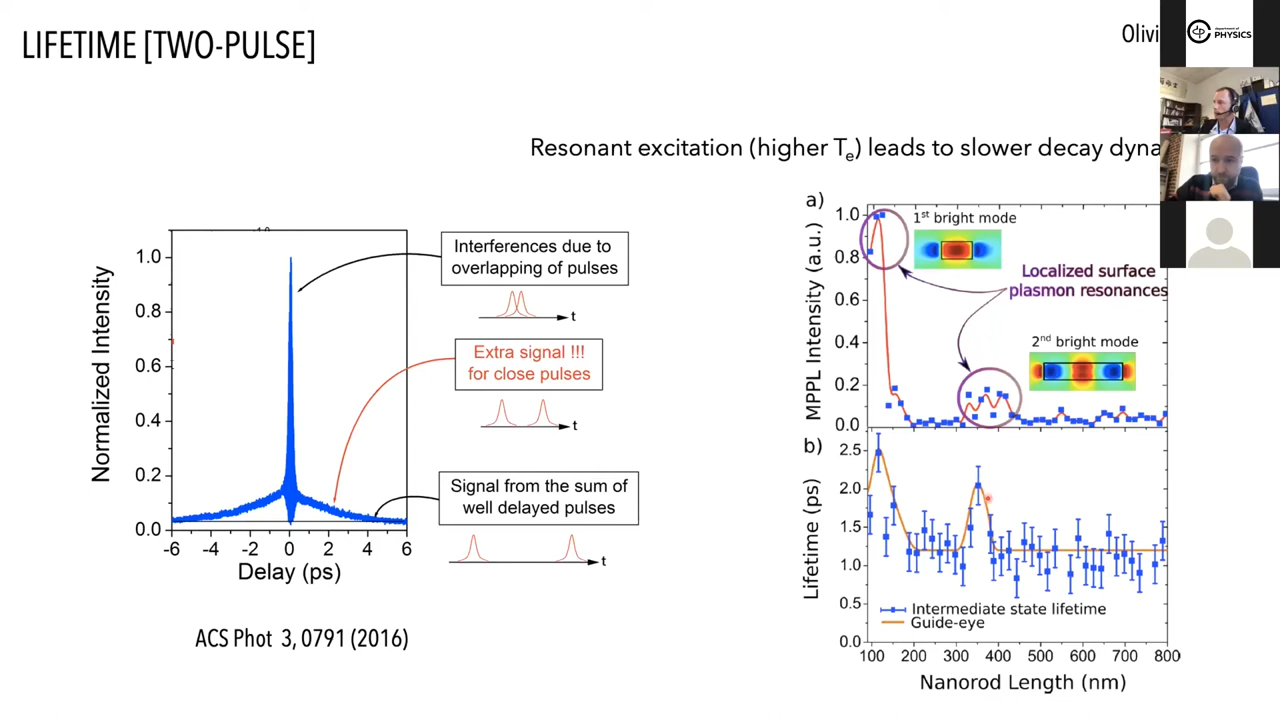 LIFETIME [TWO-PULSE]
Olivi
department of
PHYSICS
Resonant excitation (higher Te) leads to slower decay dyna
Normalized Intensity
1.0
0.8
0.6
0.4
0.2
0.0
-6 -4 -2 0 2 4 6
Delay (ps)
Interferences due to
overlapping of pulses
t
Extra signal !!!
for close pulses
t
Signal from the sum of
well delayed pulses
t
ACS Phot 3, 0791 (2016)
a)
MPPL Intensity (a.u.)
1.0
0.8
0.6
0.4
0.2
0.0
1st bright mode
Localized surface
plasmon resonances
2nd bright mode
b)
Lifetime (ps)
2.5
2.0
1.5
1.0
0.5
0.0
Intermediate state lifetime
Guide-eye
100 200 300 400 500 600 700 800
Nanorod Length (nm)